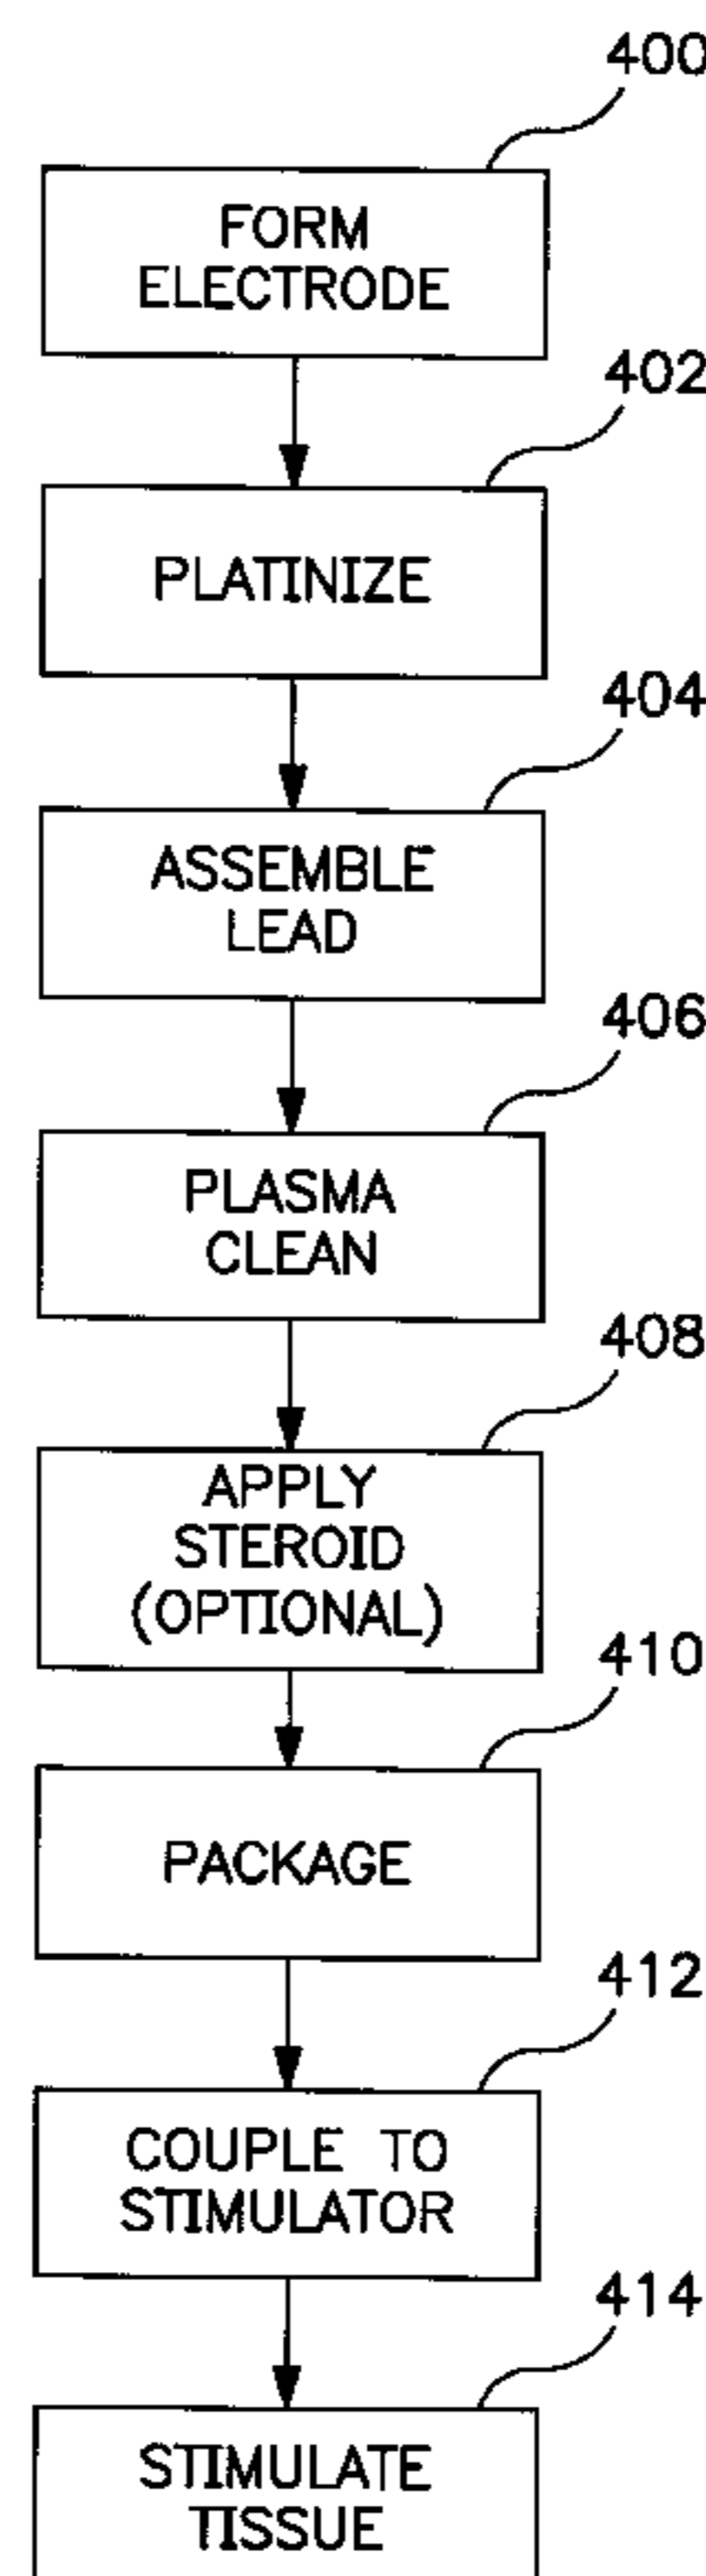 400
FORM
ELECTRODE
402
PLATINIZE
404
ASSEMBLE
LEAD
406
PLASMA
CLEAN
408
APPLY
STEROID
(OPTIONAL)
410
PACKAGE
412
COUPLE TO
STIMULATOR
414
STIMULATE
TISSUE